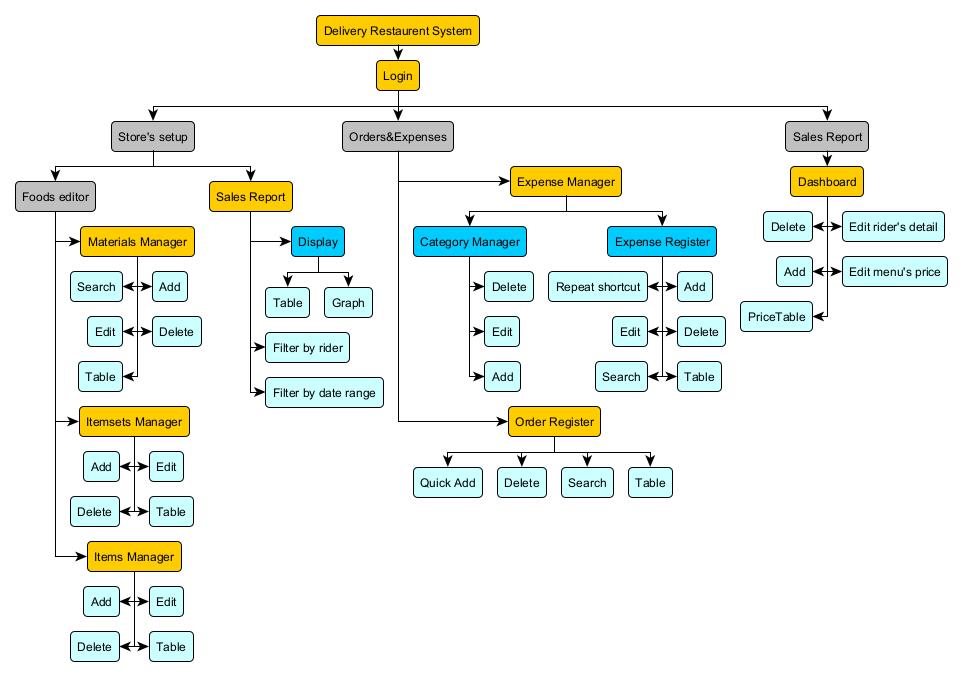 Delivery Restaurent System
Login
Store's setup
Orders&Expenses
Sales Report
Foods editor
Sales Report
Expense Manager
Dashboard
Materials Manager
Display
Category Manager
Expense Register
Delete
Edit rider's detail
Search
Add
Table
Graph
Delete
Repeat shortcut
Add
Add
Edit menu's price
Edit
Delete
Filter by rider
Edit
Edit
Delete
PriceTable
Table
Filter by date range
Add
Search
Table
Itemsets Manager
Order Register
Add
Edit
Quick Add
Delete
Search
Table
Delete
Table
Items Manager
Add
Edit
Delete
Table